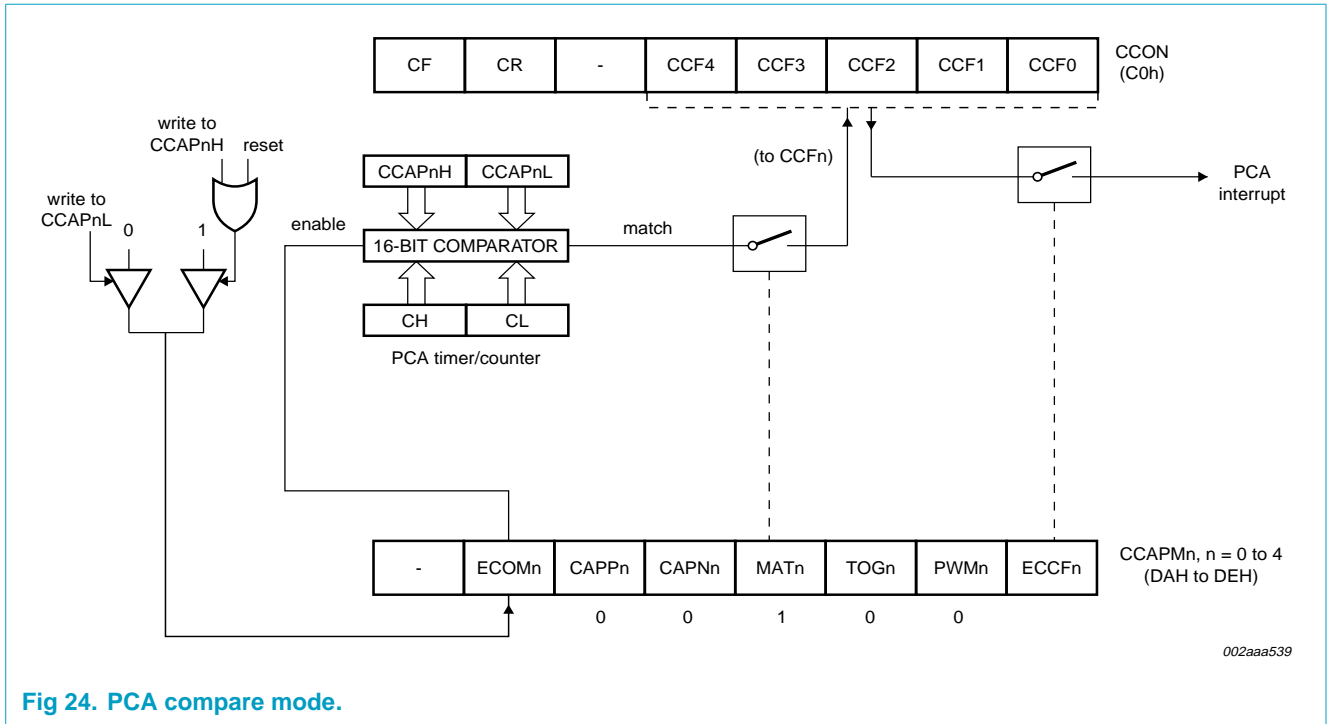 CF CR - CCF4 CCF3 CCF2 CCF1 CCF0
CCON
(C0h)
write to
CCAPnH
reset
write to
CCAPnL
0
1
(to CCFn)
CCAPnH CCAPnL
enable
16-BIT COMPARATOR
match
CH CL
PCA timer/counter
PCA
interrupt
- ECOMn CAPPn CAPNn MATn TOGn PWMn ECCFn
CCAPMn, n = 0 to 4
(DAH to DEH)
0 0 1 0 0
002aaa539
Fig 24. PCA compare mode.